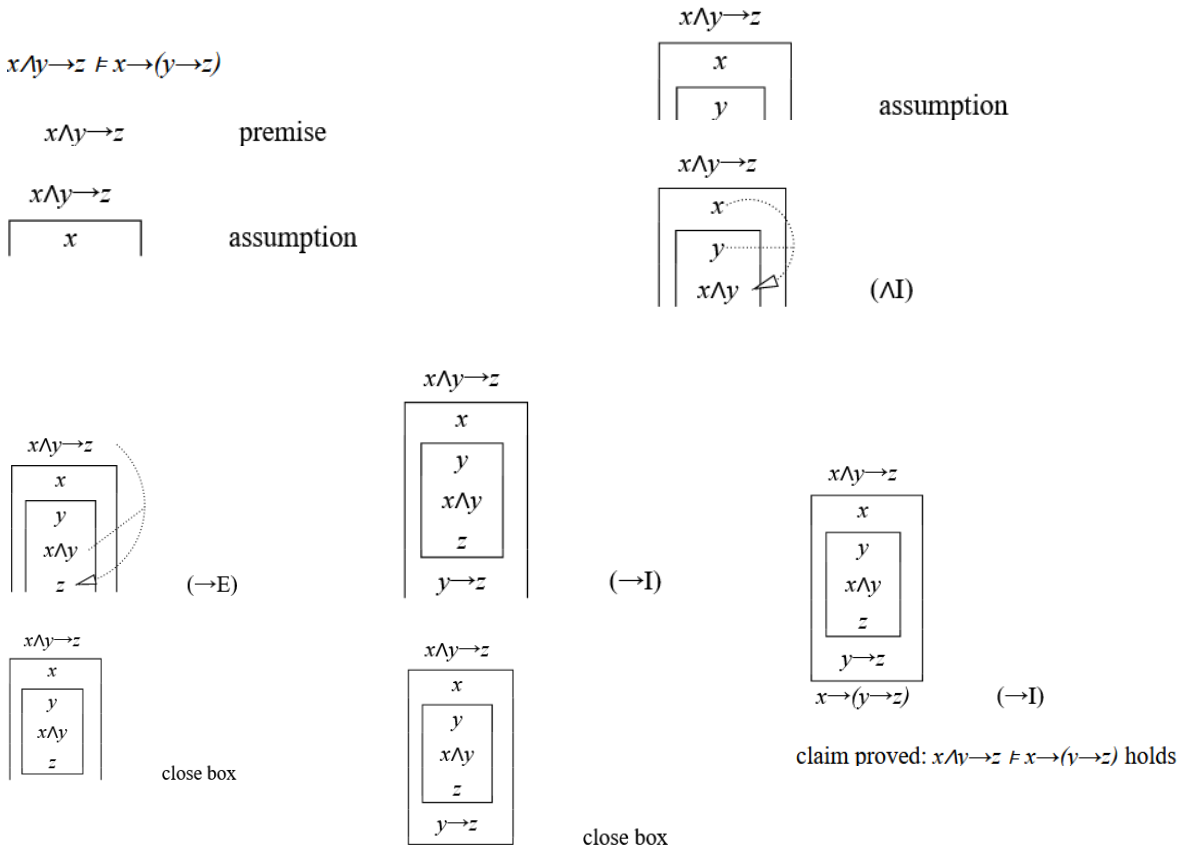 x∧y→z ⊧ x→(y→z)
x∧y→z premise
x∧y→z
x assumption
x∧y→z
x
y assumption
x∧y→z
x
y
x∧y (∧I)
x∧y→z
x
y
x∧y
z (→E)
x∧y→z
x
y
x∧y
z
close box
x∧y→z
x
y
x∧y
z
y→z (→I)
x∧y→z
x
y
x∧y
z
y→z
close box
x∧y→z
x
y
x∧y
z
y→z
x→(y→z) (→I)
claim proved: x∧y→z ⊧ x→(y→z) holds